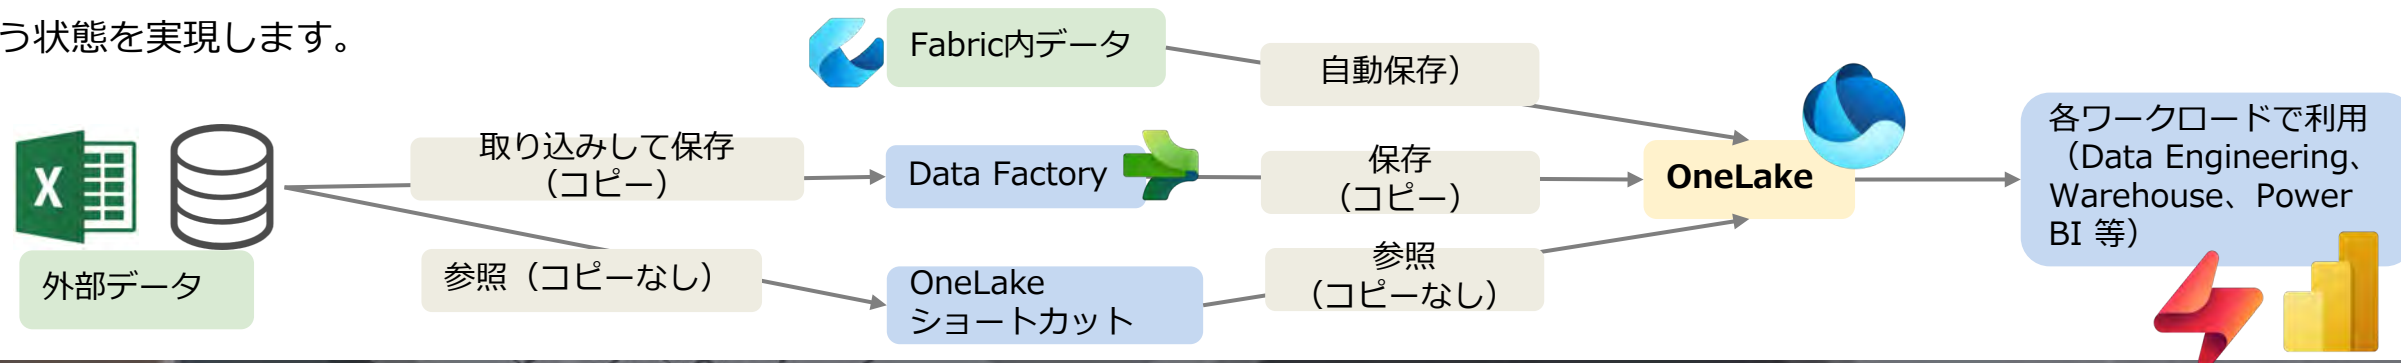 う状態を実現します。
Fabric内データ
自動保存）
取り込みして保存
（コピー）
Data Factory
保存
（コピー）
OneLake
各ワークロードで利用
（Data Engineering、
Warehouse、Power
BI 等）
X
外部データ
参照（コピーなし）
OneLake
ショートカット
参照
（コピーなし）